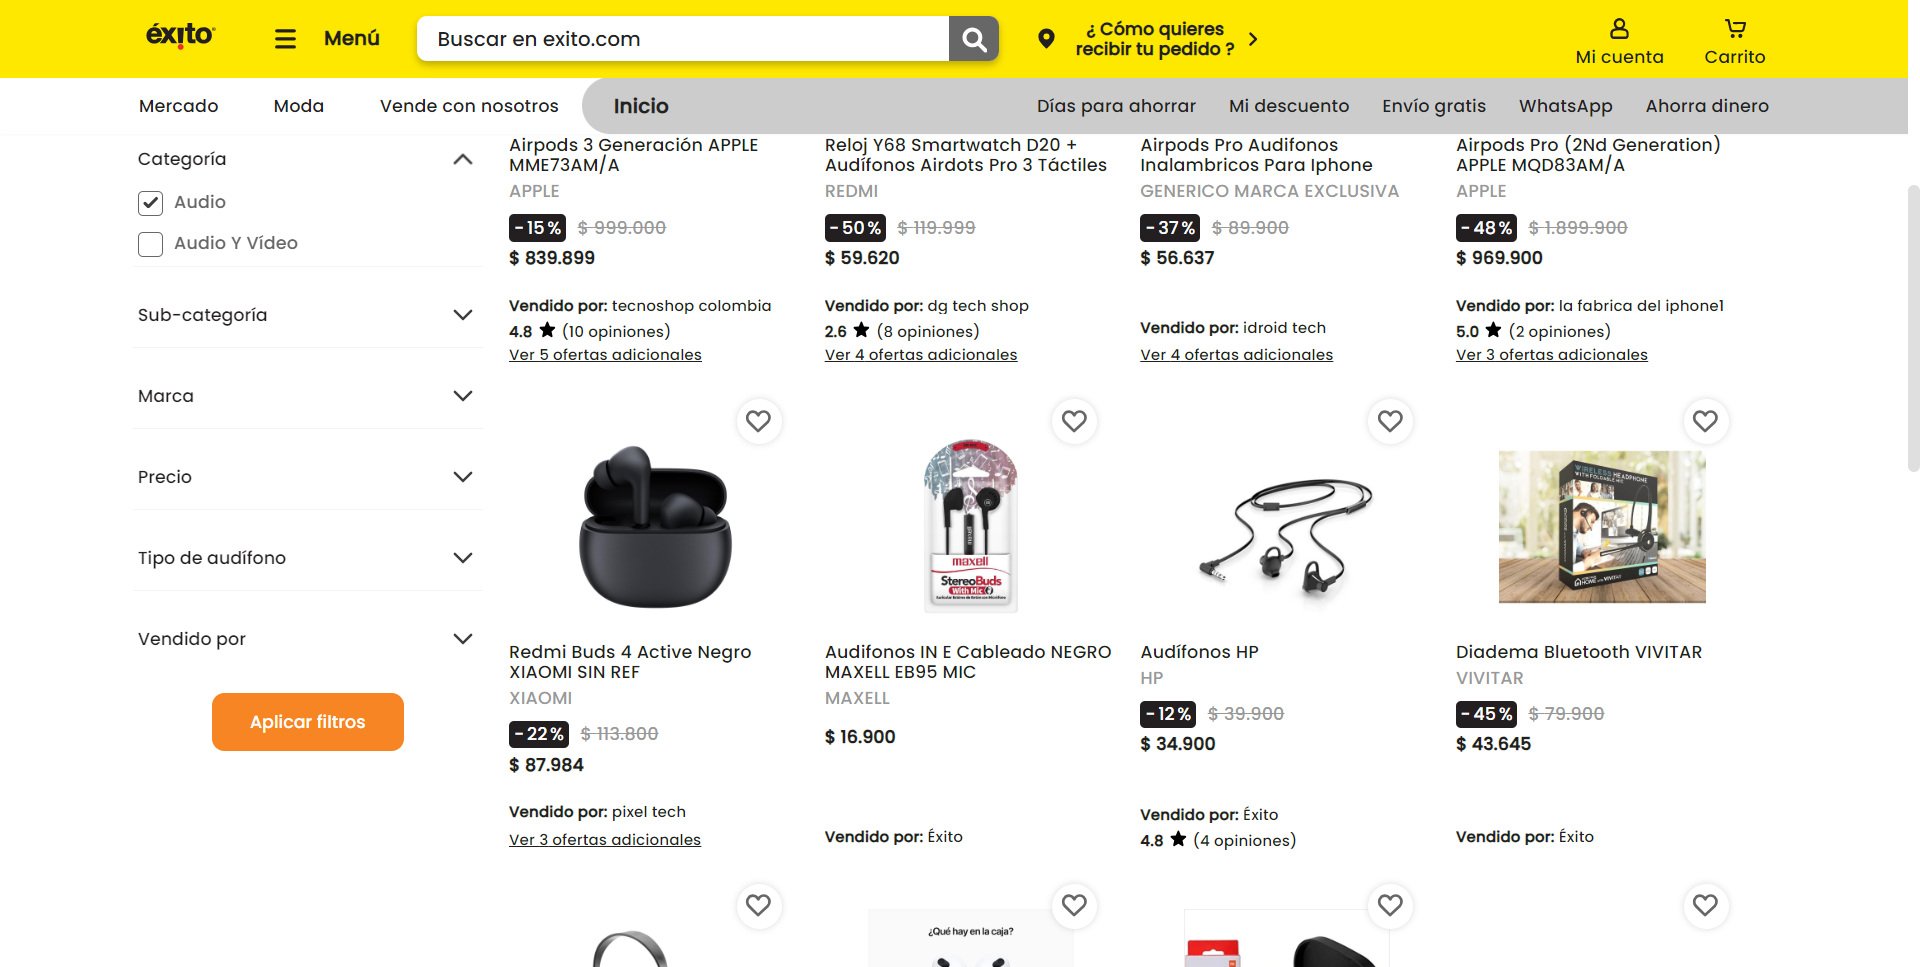 éxito
Menú
Buscar en exito.com
¿ Cómo quieres
recibir tu pedido ?
Mi cuenta
Carrito
Mercado
Moda
Vende con nosotros
Inicio
Días para ahorrar
Mi descuento
Envío gratis
WhatsApp
Ahorra dinero
Categoría
Audio
Audio Y Vídeo
Sub-categoría
Marca
Precio
Tipo de audífono
Vendido por
Aplicar filtros
Airpods 3 Generación APPLE
MME73AM/A
APPLE
-15% $ 999.000
$ 839.899
Vendido por: tecnoshop colombia
4.8 ★ (10 opiniones)
Ver 5 ofertas adicionales
Reloj Y68 Smartwatch D20 +
Audífonos Airdots Pro 3 Táctiles
REDMI
-50% $ 119.999
$ 59.620
Vendido por: dg tech shop
2.6 ★ (8 opiniones)
Ver 4 ofertas adicionales
Airpods Pro Audifonos
Inalambricos Para Iphone
GENERICO MARCA EXCLUSIVA
-37% $ 89.900
$ 56.637
Vendido por: idroid tech
Ver 4 ofertas adicionales
Airpods Pro (2Nd Generation)
APPLE MQD83AM/A
APPLE
-48% $ 1.899.900
$ 969.900
Vendido por: la fabrica del iphone1
5.0 ★ (2 opiniones)
Ver 3 ofertas adicionales
Redmi Buds 4 Active Negro
XIAOMI SIN REF
XIAOMI
-22% $ 113.800
$ 87.984
Vendido por: pixel tech
Ver 3 ofertas adicionales
maxell
StereoBuds
With Mic
Audifonos IN E Cableado NEGRO
MAXELL EB95 MIC
MAXELL
$ 16.900
Vendido por: Éxito
Audífonos HP
HP
-12% $ 39.900
$ 34.900
Vendido por: Éxito
4.8 ★ (4 opiniones)
WIRELESS HEADPHONE
WITH FOLDABLE MIC
HOME
VIVITAR
Diadema Bluetooth VIVITAR
VIVITAR
-45% $ 79.900
$ 43.645
Vendido por: Éxito
¿Qué hay en la caja?